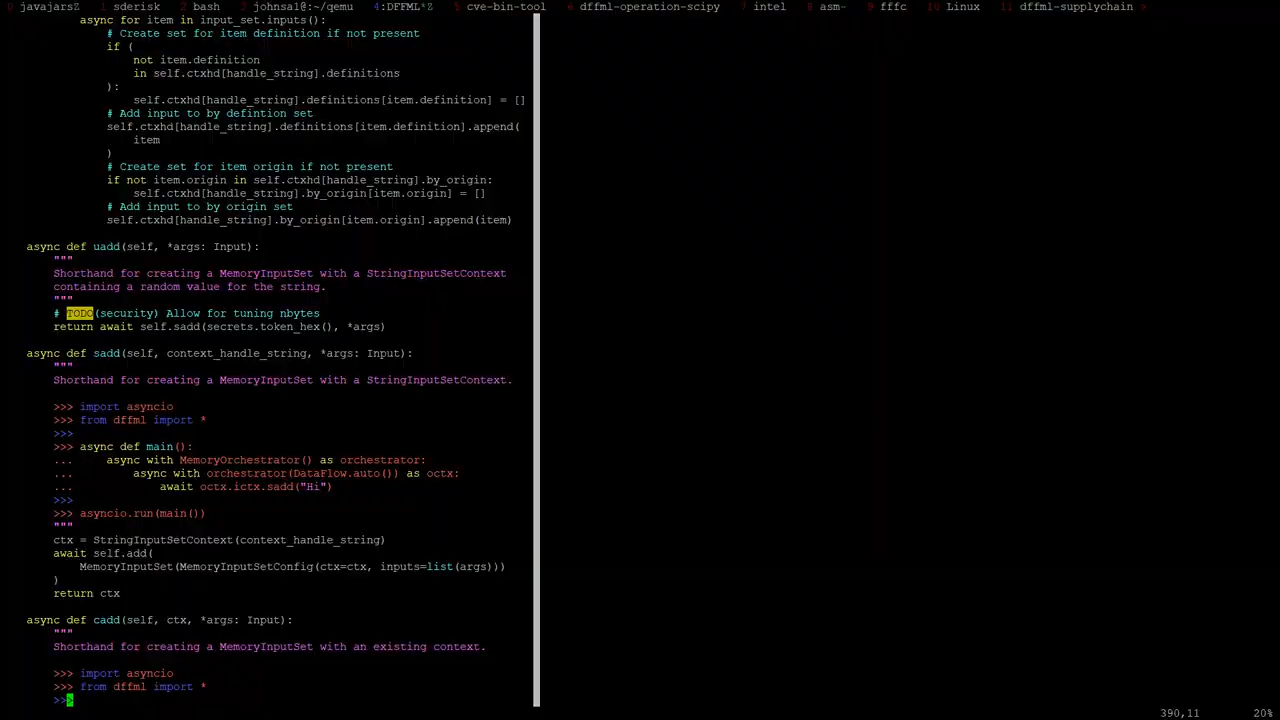 0 javajarsZ  1 sderisk  2 bash  3 johnsa1@:~/qemu  4:DFFML*Z  5 cve-bin-tool  6 dffml-operation-scipy  7 intel  8 asm-  9 fffc  10 Linux  11 dffml-supplychain >
async for item in input_set.inputs():
# Create set for item definition if not present
if (
not item.definition
in self.ctxhd[handle_string].definitions
):
self.ctxhd[handle_string].definitions[item.definition] = []
# Add input to by defintion set
self.ctxhd[handle_string].definitions[item.definition].append(
item
)
# Create set for item origin if not present
if not item.origin in self.ctxhd[handle_string].by_origin:
self.ctxhd[handle_string].by_origin[item.origin] = []
# Add input to by origin set
self.ctxhd[handle_string].by_origin[item.origin].append(item)
async def uadd(self, *args: Input):
"""
Shorthand for creating a MemoryInputSet with a StringInputSetContext
containing a random value for the string.
"""
# TODO(security) Allow for tuning nbytes
return await self.sadd(secrets.token_hex(), *args)
async def sadd(self, context_handle_string, *args: Input):
"""
Shorthand for creating a MemoryInputSet with a StringInputSetContext.
>>> import asyncio
>>> from dffml import *
>>>
>>> async def main():
...     async with MemoryOrchestrator() as orchestrator:
...         async with orchestrator(DataFlow.auto()) as octx:
...             await octx.ictx.sadd("Hi")
>>>
>>> asyncio.run(main())
"""
ctx = StringInputSetContext(context_handle_string)
await self.add(
MemoryInputSet(MemoryInputSetConfig(ctx=ctx, inputs=list(args)))
)
return ctx
async def cadd(self, ctx, *args: Input):
"""
Shorthand for creating a MemoryInputSet with an existing context.
>>> import asyncio
>>> from dffml import *
>>>
390,11  20%